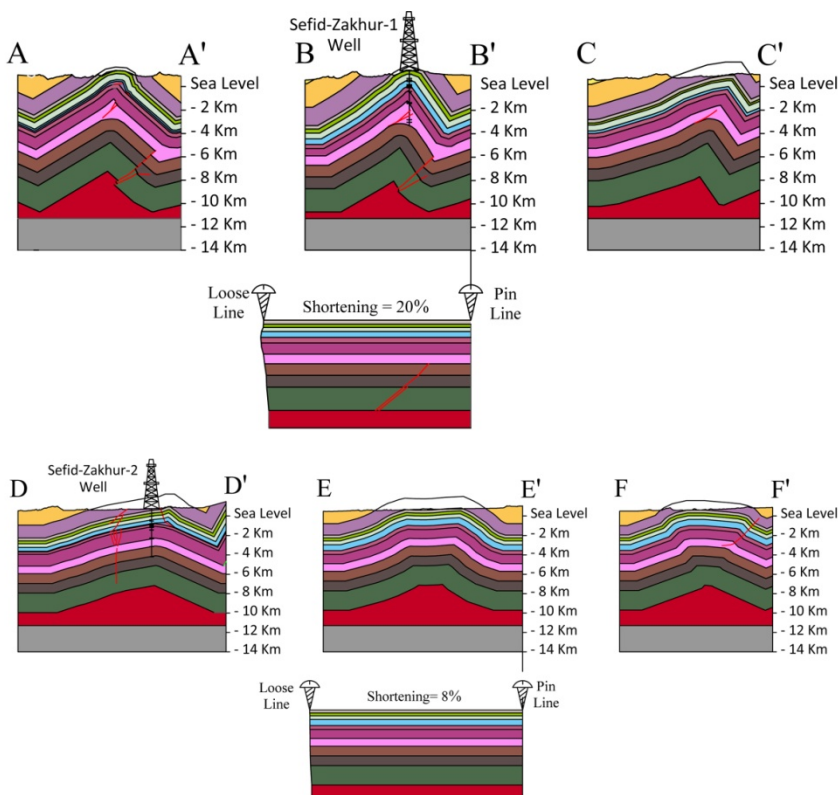 Sefid-Zakhur-1
Well
A A' B B' C C'
Sea Level Sea Level Sea Level
- 2 Km - 2 Km - 2 Km
- 4 Km - 4 Km - 4 Km
- 6 Km - 6 Km - 6 Km
- 8 Km - 8 Km - 8 Km
- 10 Km - 10 Km - 10 Km
- 12 Km - 12 Km - 12 Km
- 14 Km - 14 Km - 14 Km
Loose
Line
Shortening = 20%
Pin
Line
Sefid-Zakhur-2
Well
D D' E E' F F'
Sea Level Sea Level Sea Level
- 2 Km - 2 Km - 2 Km
- 4 Km - 4 Km - 4 Km
- 6 Km - 6 Km - 6 Km
- 8 Km - 8 Km - 8 Km
- 10 Km - 10 Km - 10 Km
- 12 Km - 12 Km - 12 Km
- 14 Km - 14 Km - 14 Km
Loose
Line
Shortening= 8%
Pin
Line